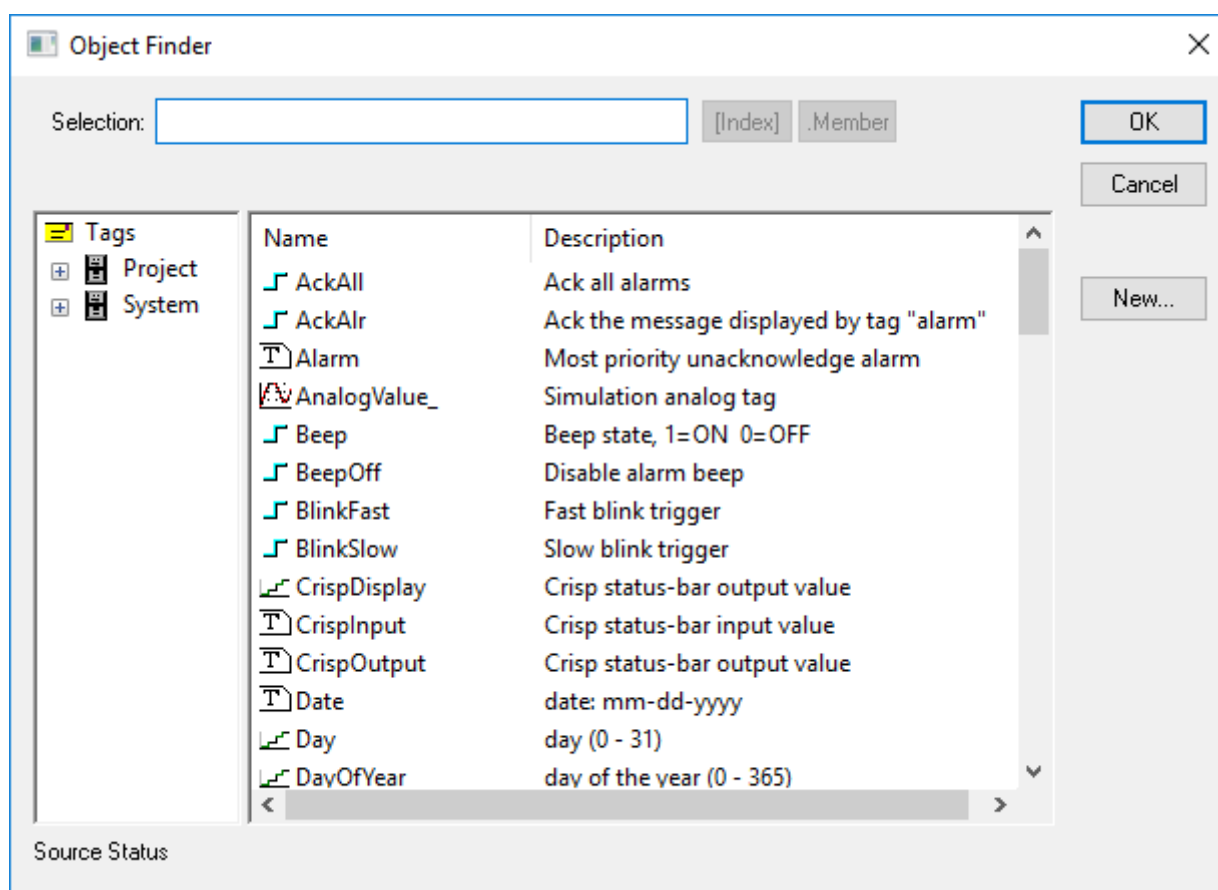 Object Finder
Selection: [Index] .Member OK
Cancel
New...
Tags
Project
System
Name Description
AckAll Ack all alarms
AckAlr Ack the message displayed by tag "alarm"
Alarm Most priority unacknowledge alarm
AnalogValue_ Simulation analog tag
Beep Beep state, 1=ON 0=OFF
BeepOff Disable alarm beep
BlinkFast Fast blink trigger
BlinkSlow Slow blink trigger
CrispDisplay Crisp status-bar output value
CrispInput Crisp status-bar input value
CrispOutput Crisp status-bar output value
Date date: mm-dd-yyyy
Day day (0 - 31)
DayOfYear day of the year (0 - 365)
Source Status